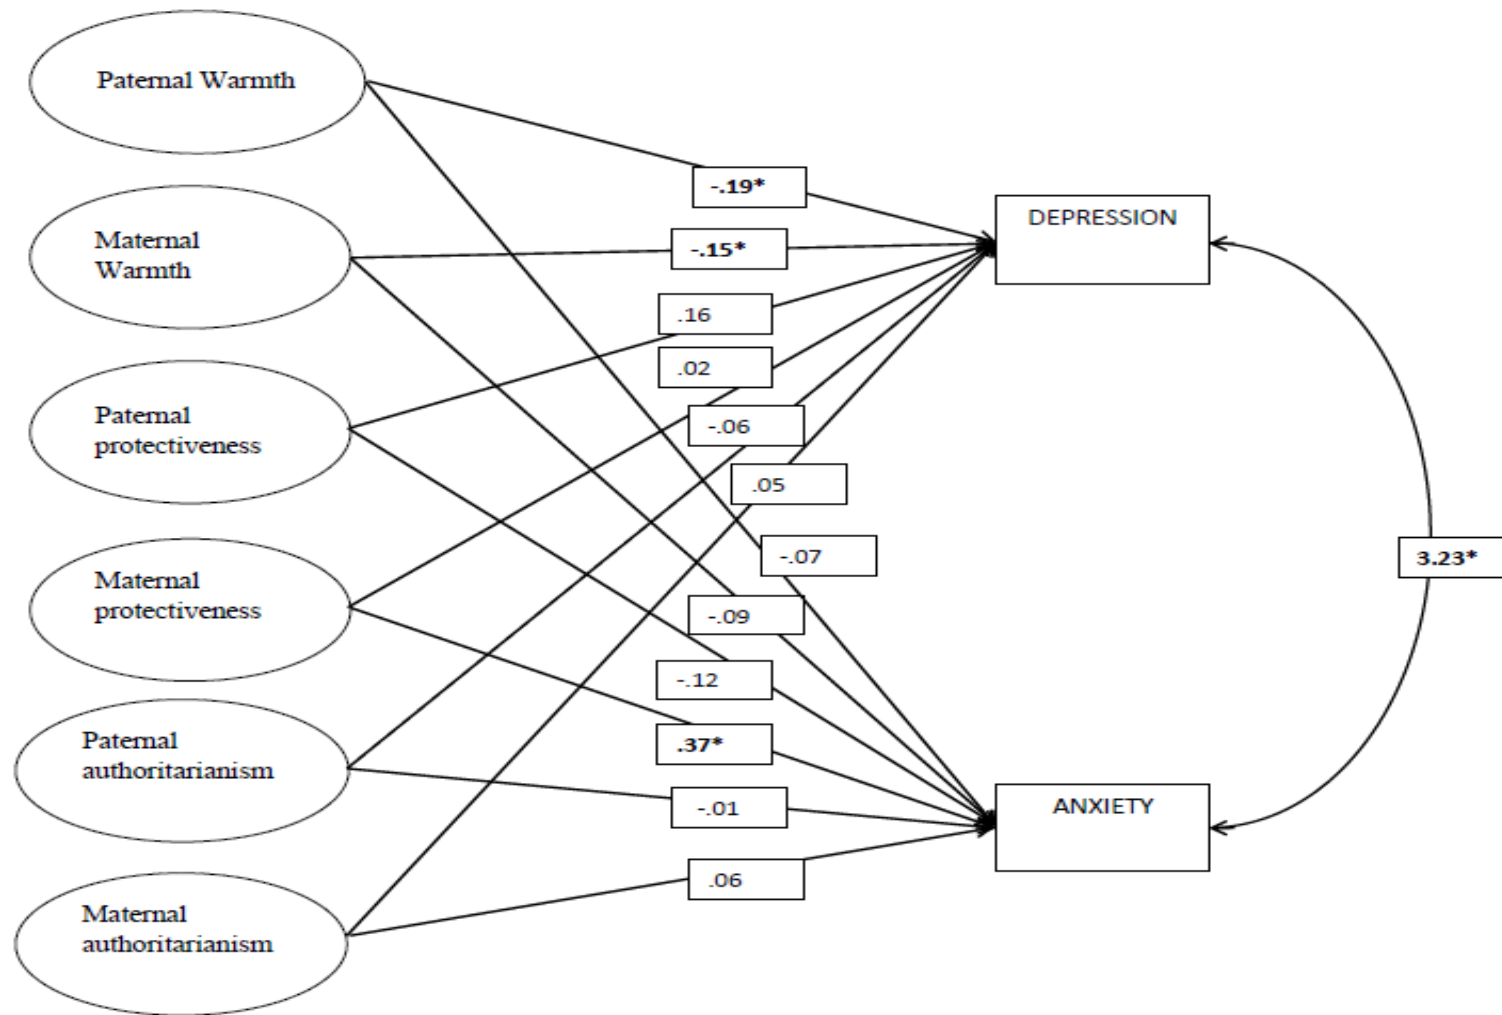 Paternal Warmth
Maternal
Warmth
Paternal
protectiveness
Maternal
protectiveness
Paternal
authoritarianism
Maternal
authoritarianism
-.19*
-.15*
.16
.02
-.06
.05
-.07
-.09
-.12
.37*
-.01
.06
DEPRESSION
ANXIETY
3.23*